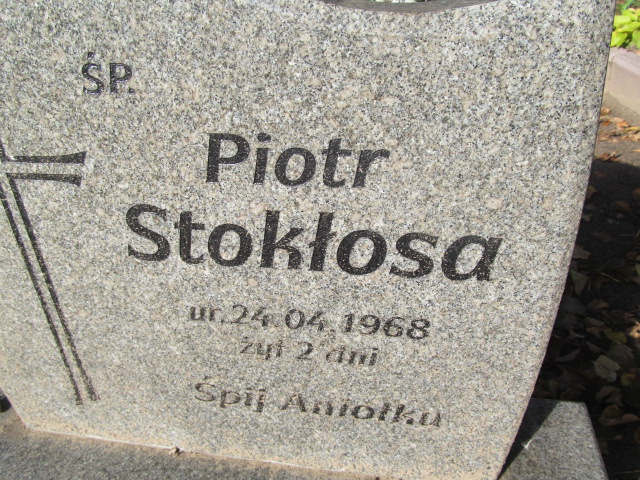 ŚP.
Piotr
Stokłosa
ur. 24.04.1968
żył 2 dni
Śpij Aniołku